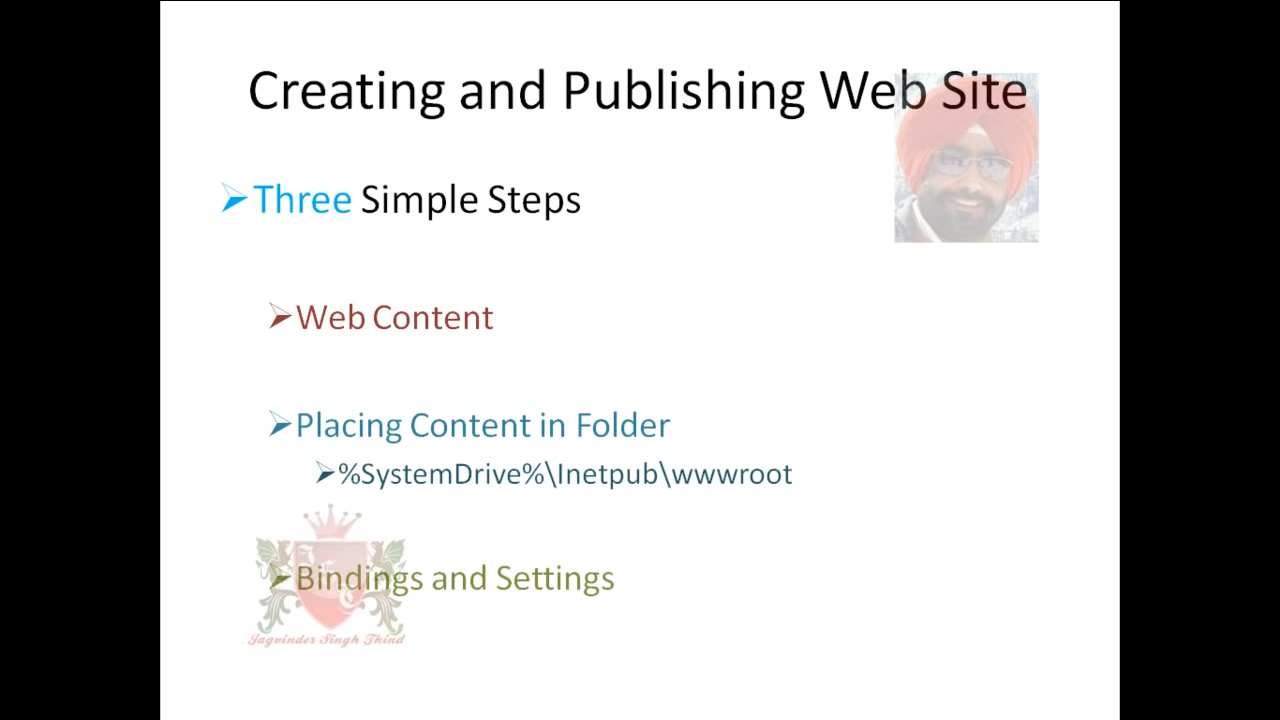 Creating and Publishing Web Site
Three Simple Steps
Web Content
Placing Content in Folder
%SystemDrive%\Inetpub\wwwroot
Bindings and Settings
Jagvinder Singh Thind